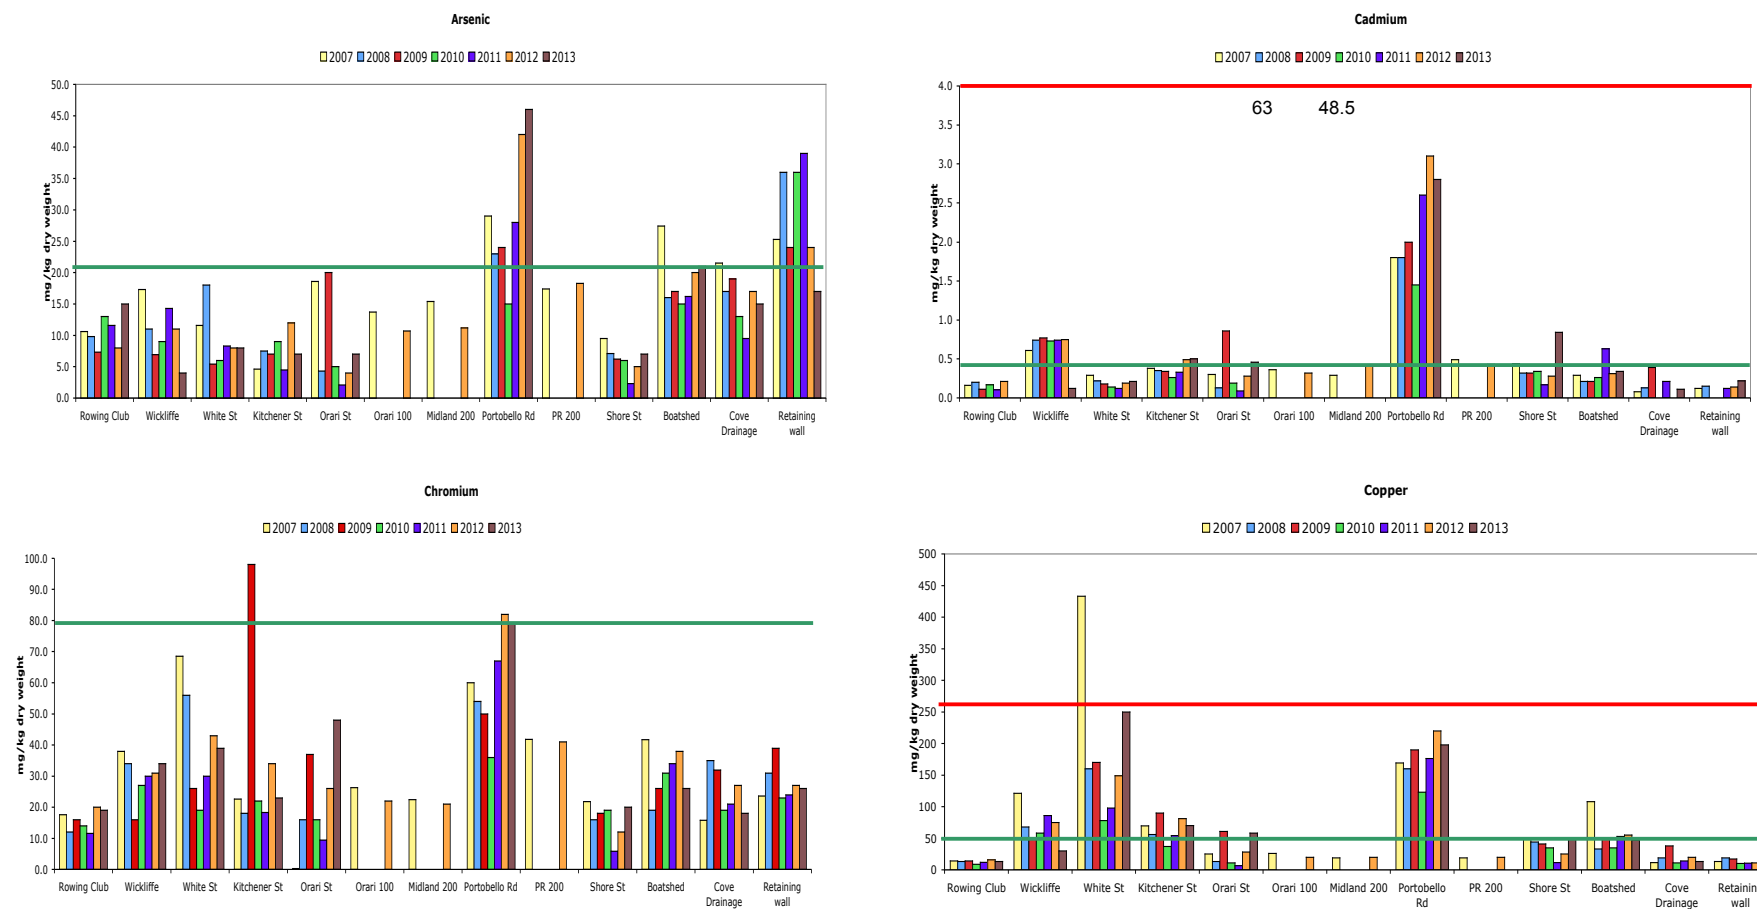 Arsenic
2007 2008 2009 2010 2011 2012 2013
50.0
45.0
40.0
35.0
30.0
25.0
20.0
15.0
10.0
5.0
0.0
mg/kg dry weight
Rowing Club Wickliffe White St Kitchener St Orari St Orari 100 Midland 200 Portobello Rd PR 200 Shore St Boatshed Cove Retaining
Drainage wall
Cadmium
2007 2008 2009 2010 2011 2012 2013
63 48.5
4.0
3.5
3.0
2.5
2.0
1.5
1.0
0.5
0.0
mg/kg dry weight
Rowing Club Wickliffe White St Kitchener St Orari St Orari 100 Midland 200 Portobello Rd PR 200 Shore St Boatshed Cove Retaining
Drainage wall
Chromium
2007 2008 2009 2010 2011 2012 2013
100.0
90.0
80.0
70.0
60.0
50.0
40.0
30.0
20.0
10.0
0.0
mg/kg dry weight
Rowing Club Wickliffe White St Kitchener St Orari St Orari 100 Midland 200 Portobello Rd PR 200 Shore St Boatshed Cove Retaining
Drainage wall
Copper
2007 2008 2009 2010 2011 2012 2013
500
450
400
350
300
250
200
150
100
50
0
mg/kg dry weight
Rowing Club Wickliffe White St Kitchener St Orari St Orari 100 Midland 200 Portobello PR 200 Shore St Boatshed Cove Retainin
Rd Drainage wall